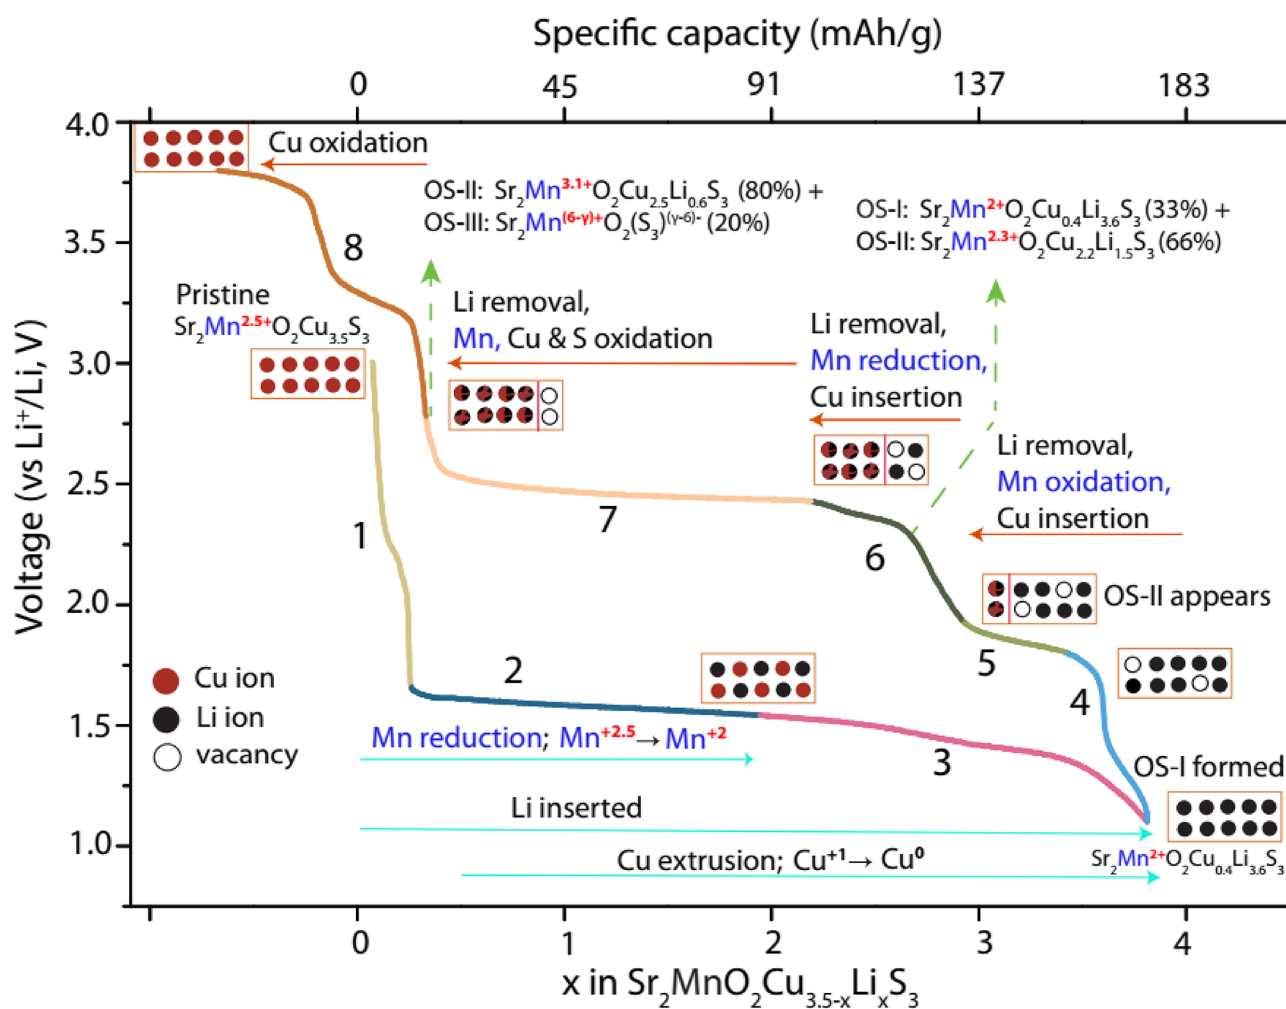 Specific capacity (mAh/g)
0 45 91 137 183
4.0
3.5
3.0
2.5
2.0
1.5
1.0
Voltage (vs Li⁺/Li, V)
Cu oxidation
OS-II: Sr₂Mn³·¹⁺O₂Cu₂.₅Li₀.₆S₃ (80%) +
OS-III: Sr₂Mn⁽⁶⁻ᵞ⁾⁺O₂(S₃)⁽ᵞ⁻⁶⁾⁻ (20%)
OS-I: Sr₂Mn²⁺O₂Cu₀.₄Li₃.₆S₃ (33%) +
OS-II: Sr₂Mn²·³⁺O₂Cu₂.₂Li₁.₅S₃ (66%)
8
Pristine
Sr₂Mn²·⁵⁺O₂Cu₃.₅S₃
Li removal,
Mn, Cu & S oxidation
Li removal,
Mn reduction,
Cu insertion
Li removal,
Mn oxidation,
Cu insertion
1
7
6
OS-II appears
5
4
2
3
Cu ion
Li ion
vacancy
Mn reduction; Mn⁺²·⁵→ Mn⁺²
OS-I formed
Li inserted
Cu extrusion; Cu⁺¹→ Cu⁰
Sr₂Mn²⁺O₂Cu₀.₄Li₃.₆S₃
0 1 2 3 4
x in Sr₂MnO₂Cu₃.₅₋ₓLiₓS₃